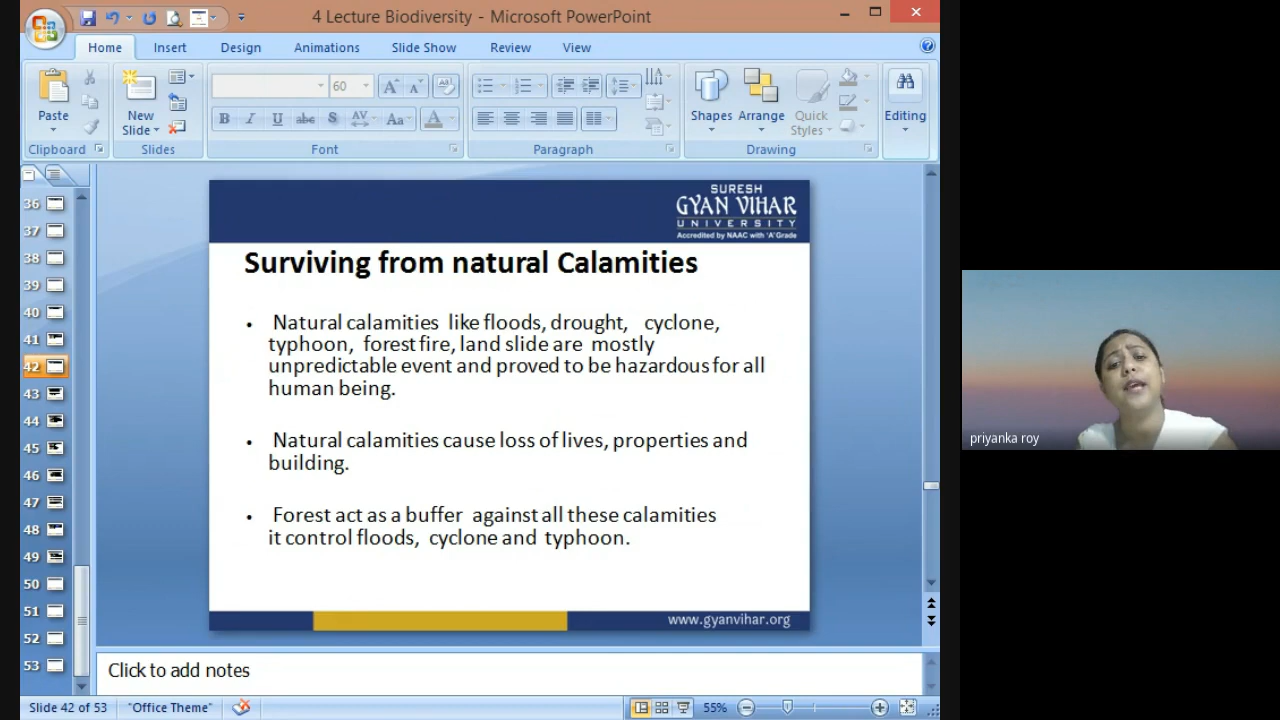 4 Lecture Biodiversity - Microsoft PowerPoint
Home Insert Design Animations Slide Show Review View
60
Paste
New
Slide
Shapes Arrange Quick
Styles
Editing
Clipboard Slides Font Paragraph Drawing
SURESH
GYAN VIHAR
UNIVERSITY
Accredited by NAAC with 'A' Grade
Surviving from natural Calamities
• Natural calamities like floods, drought, cyclone,
typhoon, forest fire, land slide are mostly
unpredictable event and proved to be hazardous for all
human being.
• Natural calamities cause loss of lives, properties and
building.
• Forest act as a buffer against all these calamities
it control floods, cyclone and typhoon.
www.gyanvihar.org
36
37
38
39
40
41
42
43
44
45
46
47
48
49
50
51
52
53
Click to add notes
Slide 42 of 53 "Office Theme" 55%
priyanka roy